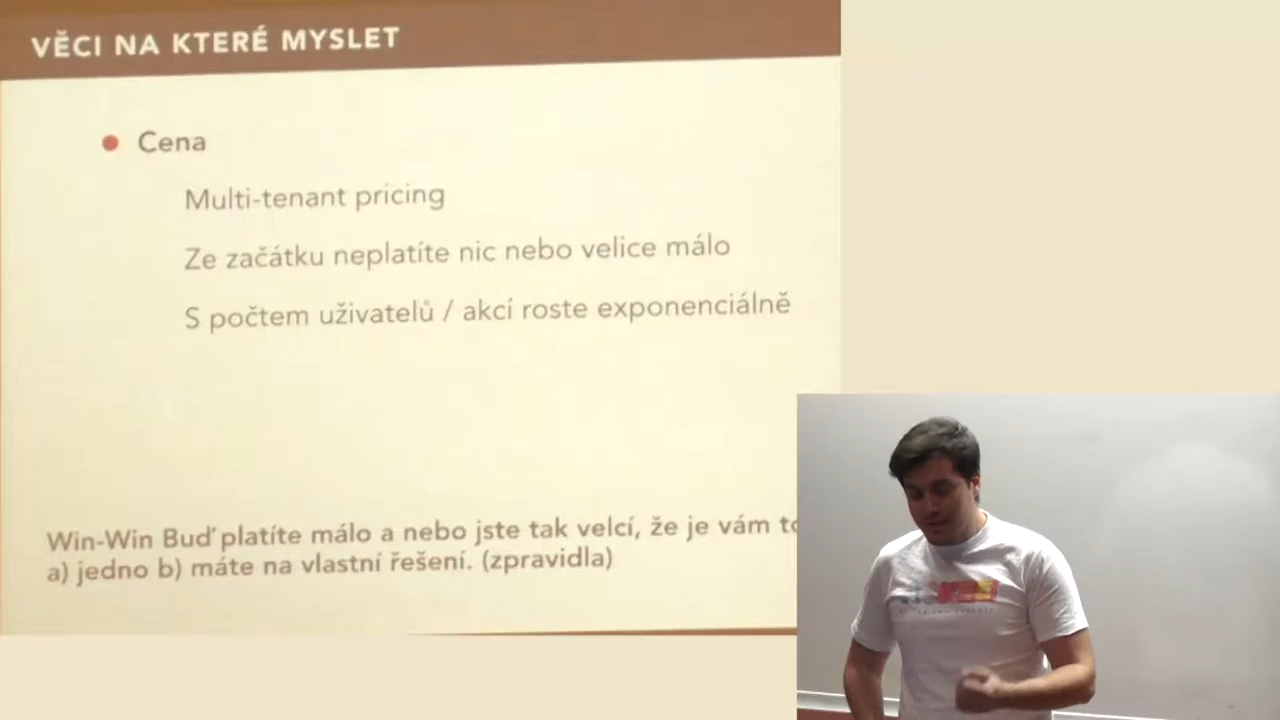 VĚCI NA KTERÉ MYSLET
Cena
Multi-tenant pricing
Ze začátku neplatíte nic nebo velice málo
S počtem uživatelů / akcí roste exponenciálně
Win-Win Buď platíte málo a nebo jste tak velcí, že je vám
a) jedno b) máte na vlastní řešení. (zpravidla)